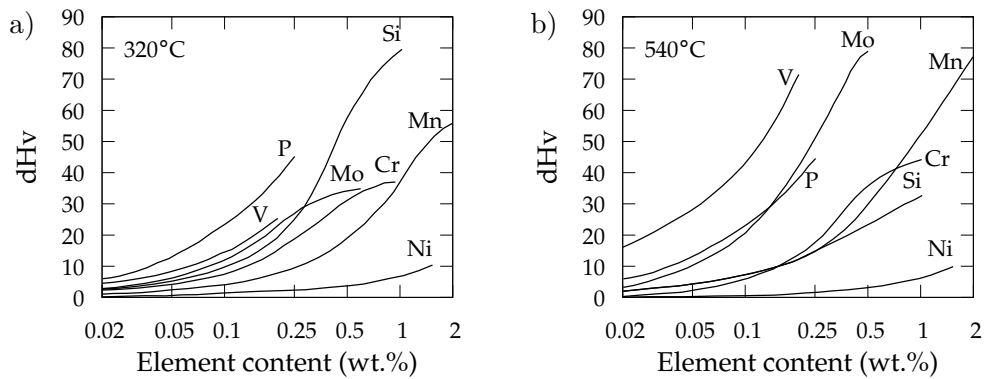 a)
dHv
90
80
70
60
50
40
30
20
10
0
320°C
Si
Mn
P
Mo
Cr
V
Ni
0.02 0.05 0.1 0.25 0.5 1 2
Element content (wt.%)
b)
dHv
90
80
70
60
50
40
30
20
10
0
540°C
Mo
Mn
V
P
Cr
Si
Ni
0.02 0.05 0.1 0.25 0.5 1 2
Element content (wt.%)